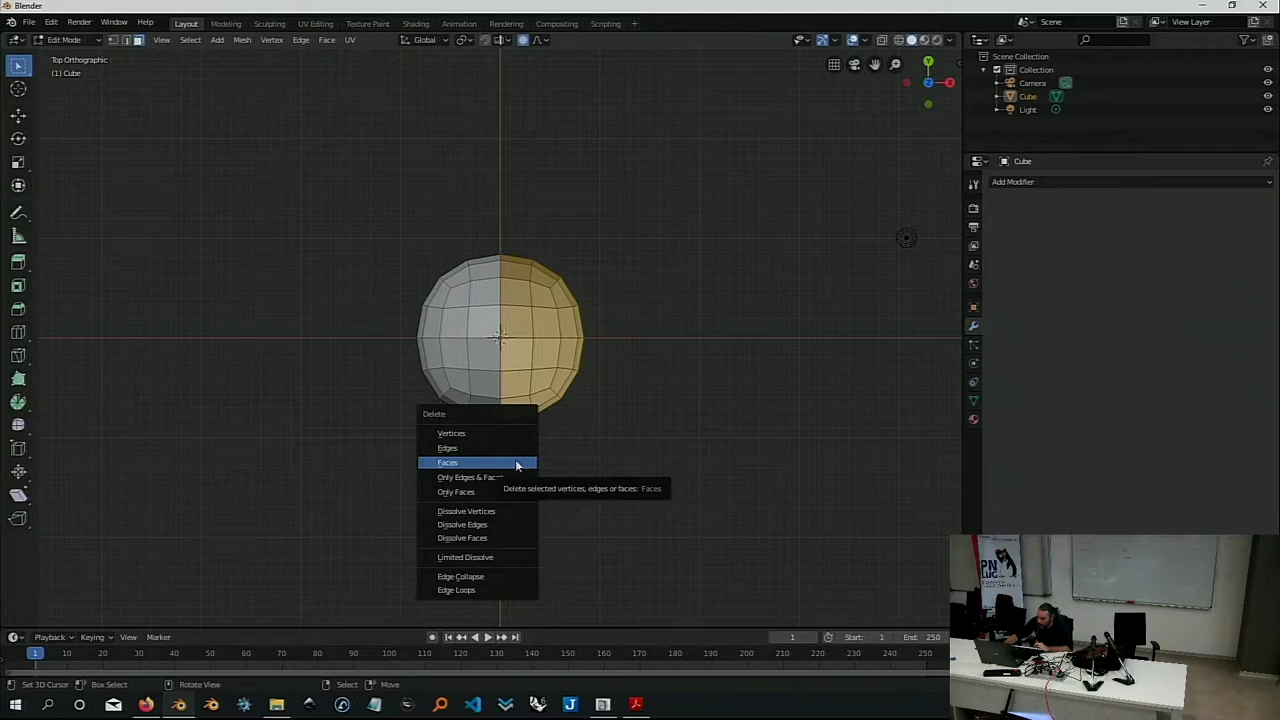 Blender
File Edit Render Window Help
Layout Modeling Sculpting UV Editing Texture Paint Shading Animation Rendering Compositing Scripting +
Scene
View Layer
Edit Mode View Select Add Mesh Vertex Edge Face UV
Global
Top Orthographic
(1) Cube
Y
X
Z
Scene Collection
Collection
Camera
Cube
Light
Cube
Add Modifier
Delete
Vertices
Edges
Faces
Only Edges & Fac
Only Faces
Delete selected vertices, edges or faces: Faces
Dissolve Vertices
Dissolve Edges
Dissolve Faces
Limited Dissolve
Edge Collapse
Edge Loops
PN
LUG
Playback Keying View Marker
1
Start: 1
End: 250
1 10 20 30 40 50 60 70 80 90 100 110 120 130 140 150 160 170 180 190 200 210 220 230 240 250
Set 3D Cursor Box Select Rotate View Select Move